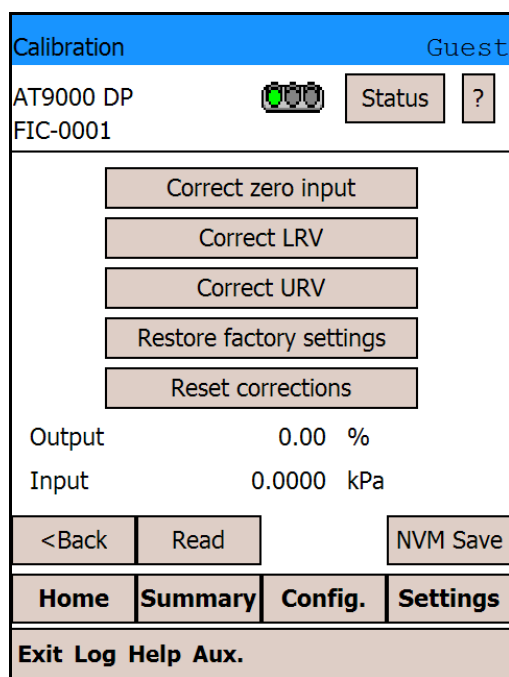 Calibration Guest
AT9000 DP Status ?
FIC-0001
Correct zero input
Correct LRV
Correct URV
Restore factory settings
Reset corrections
Output 0.00 %
Input 0.0000 kPa
<Back Read NVM Save
Home Summary Config. Settings
Exit Log Help Aux.